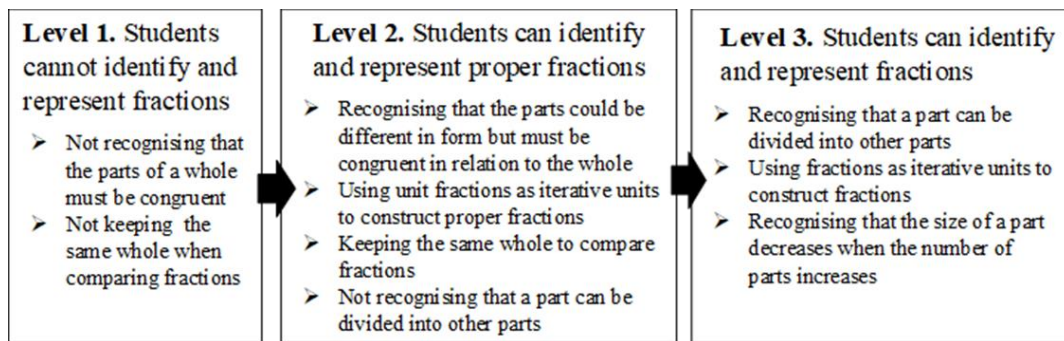 Level 1. Students
cannot identify and
represent fractions
➢ Not recognising that
the parts of a whole
must be congruent
➢ Not keeping the
same whole when
comparing fractions
Level 2. Students can identify
and represent proper fractions
➢ Recognising that the parts could be
different in form but must be
congruent in relation to the whole
➢ Using unit fractions as iterative units
to construct proper fractions
➢ Keeping the same whole to compare
fractions
➢ Not recognising that a part can be
divided into other parts
Level 3. Students can identify
and represent fractions
➢ Recognising that a part can be
divided into other parts
➢ Using fractions as iterative units to
construct fractions
➢ Recognising that the size of a part
decreases when the number of
parts increases